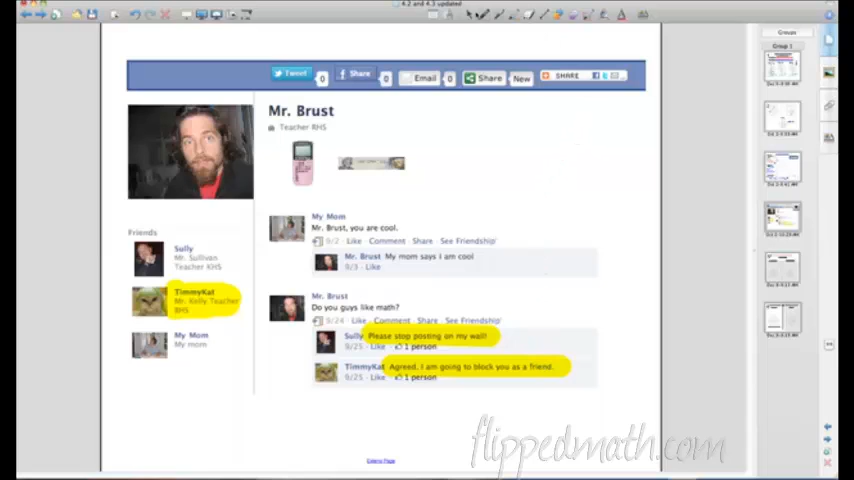 4.2 and 4.3 updated
Tweet 0 Share 0 Email 0 Share New SHARE
Groups
Group 1
Mr. Brust
Teacher RHS
My Mom
Mr. Brust, you are cool.
9/2 · Like · Comment · Share · See Friendship
Mr. Brust My mom says I am cool
9/3 · Like
Friends
Sully
Mr. Sullivan
Teacher
TimmyKat
Mr. Kelly Teacher
RHS
My Mom
My mom
Mr. Brust
Do you guys like math?
9/24 · Like · Comment · Share · See Friendship
Sully Please stop posting on my wall!
9/25 · Like · 1 person
TimmyKat Agreed, I am going to block you as a friend.
9/25 · Like · 1 person
flippedmath.com
Extend Page